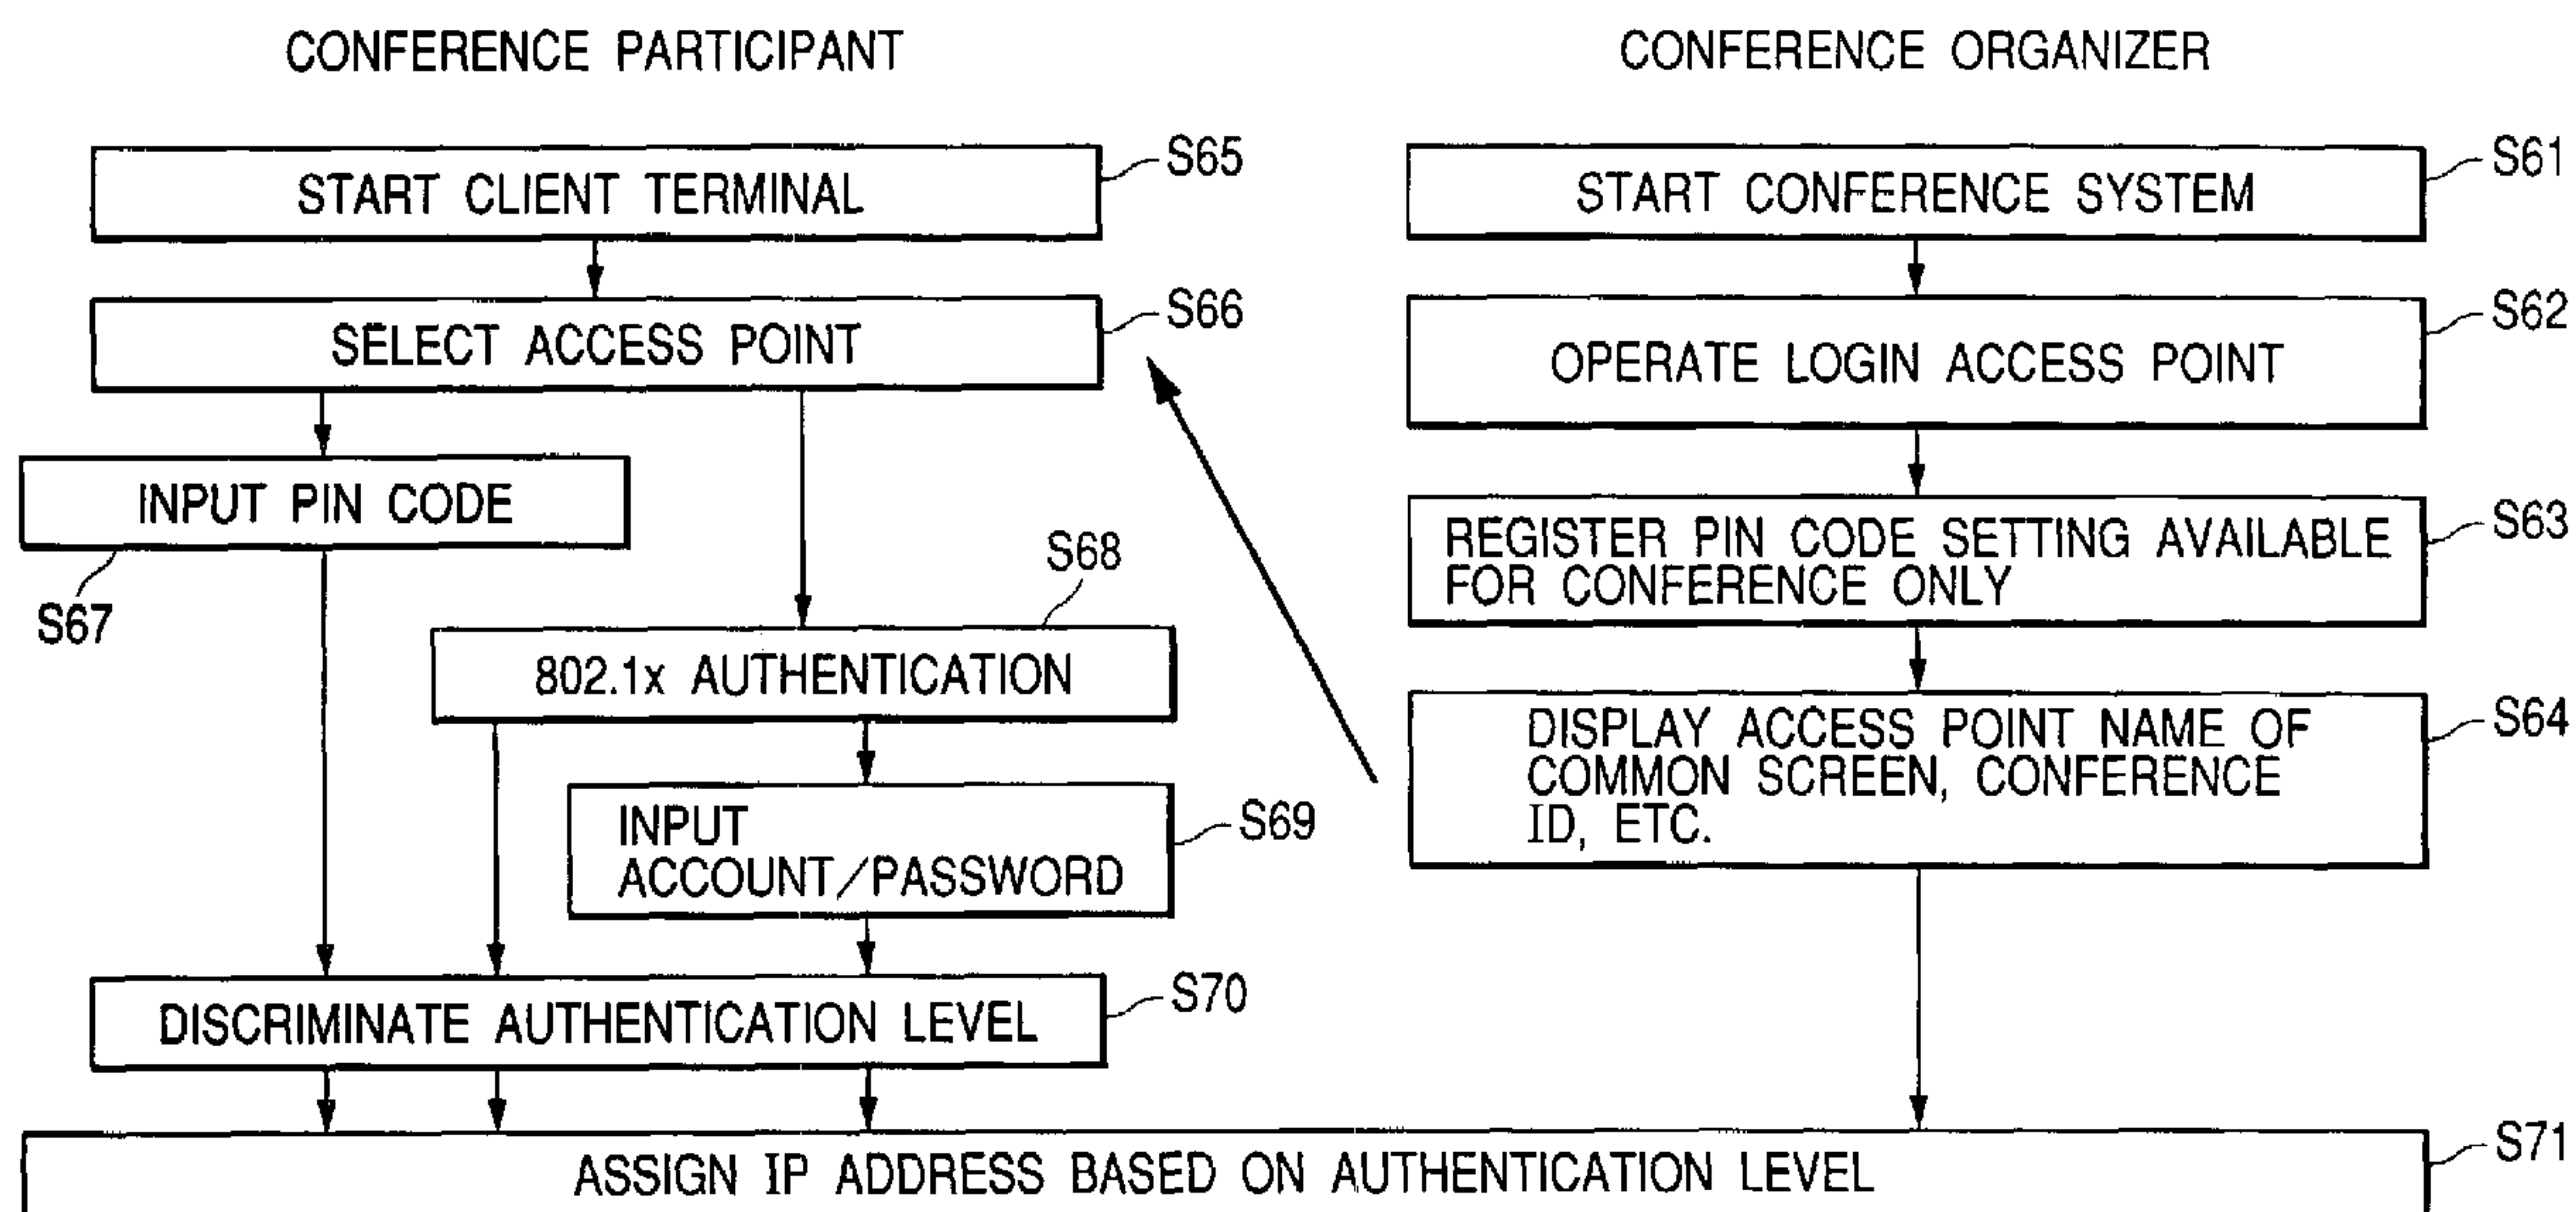 CONFERENCE PARTICIPANT
CONFERENCE ORGANIZER
START CLIENT TERMINAL
S65
SELECT ACCESS POINT
S66
INPUT PIN CODE
S67
S68
802.1x AUTHENTICATION
INPUT
ACCOUNT/PASSWORD
S69
DISCRIMINATE AUTHENTICATION LEVEL
S70
START CONFERENCE SYSTEM
S61
OPERATE LOGIN ACCESS POINT
S62
REGISTER PIN CODE SETTING AVAILABLE
FOR CONFERENCE ONLY
S63
DISPLAY ACCESS POINT NAME OF
COMMON SCREEN, CONFERENCE
ID, ETC.
S64
ASSIGN IP ADDRESS BASED ON AUTHENTICATION LEVEL
S71